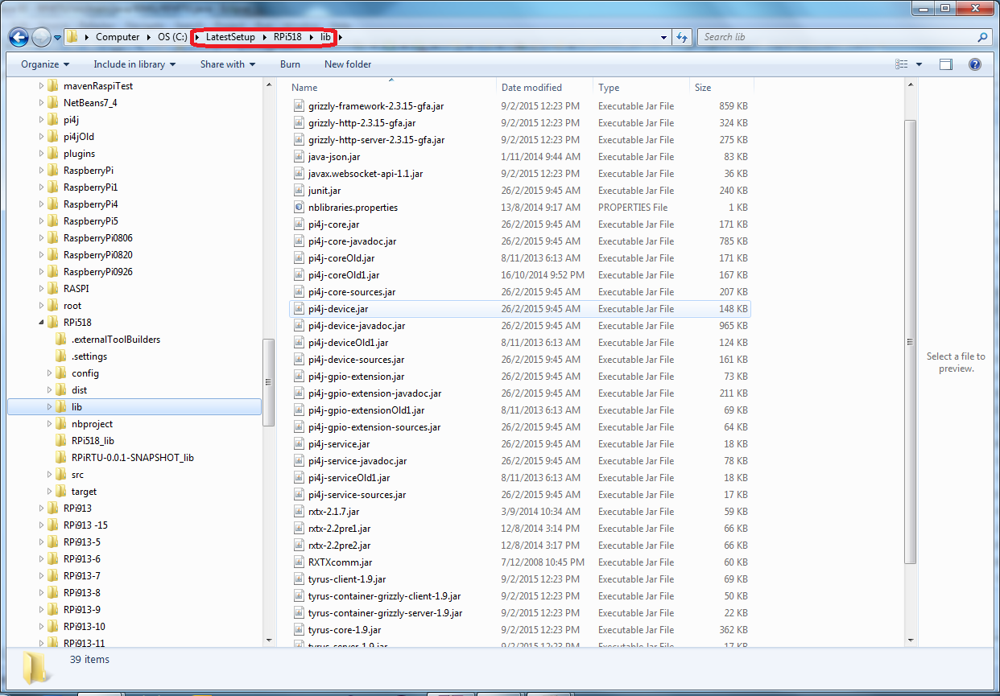 Computer OS (C:) LatestSetup RPi518 lib Search lib
Organize Include in library Share with Burn New folder
mavenRaspiTest
NetBeans7_4
pi4j
pi4jOld
plugins
RaspberryPi
RaspberryPi1
RaspberryPi4
RaspberryPi5
RaspberryPi0806
RaspberryPi0820
RaspberryPi0926
RASPI
root
RPi518
.externalToolBuilders
.settings
config
dist
lib
nbproject
RPi518_lib
RPiRTU-0.0.1-SNAPSHOT_lib
src
target
RPi913
RPi913 -15
RPi913-5
RPi913-6
RPi913-7
RPi913-8
RPi913-9
RPi913-10
RPi913-11
Name Date modified Type Size
grizzly-framework-2.3.15-gfa.jar 9/2/2015 12:23 PM Executable Jar File 859 KB
grizzly-http-2.3.15-gfa.jar 9/2/2015 12:23 PM Executable Jar File 324 KB
grizzly-http-server-2.3.15-gfa.jar 9/2/2015 12:23 PM Executable Jar File 275 KB
java-json.jar 1/11/2014 9:44 AM Executable Jar File 83 KB
javax.websocket-api-1.1.jar 9/2/2015 12:23 PM Executable Jar File 36 KB
junit.jar 26/2/2015 9:45 AM Executable Jar File 240 KB
nblibraries.properties 13/8/2014 9:17 AM PROPERTIES File 1 KB
pi4j-core.jar 26/2/2015 9:45 AM Executable Jar File 171 KB
pi4j-core-javadoc.jar 26/2/2015 9:45 AM Executable Jar File 785 KB
pi4j-coreOld.jar 8/11/2013 6:13 AM Executable Jar File 171 KB
pi4j-coreOld1.jar 16/10/2014 9:52 PM Executable Jar File 167 KB
pi4j-core-sources.jar 26/2/2015 9:45 AM Executable Jar File 207 KB
pi4j-device.jar 26/2/2015 9:45 AM Executable Jar File 148 KB
pi4j-device-javadoc.jar 26/2/2015 9:45 AM Executable Jar File 965 KB
pi4j-deviceOld1.jar 8/11/2013 6:13 AM Executable Jar File 124 KB
pi4j-device-sources.jar 26/2/2015 9:45 AM Executable Jar File 161 KB
pi4j-gpio-extension.jar 26/2/2015 9:45 AM Executable Jar File 73 KB
pi4j-gpio-extension-javadoc.jar 26/2/2015 9:45 AM Executable Jar File 211 KB
pi4j-gpio-extensionOld1.jar 8/11/2013 6:13 AM Executable Jar File 69 KB
pi4j-gpio-extension-sources.jar 26/2/2015 9:45 AM Executable Jar File 64 KB
pi4j-service.jar 26/2/2015 9:45 AM Executable Jar File 18 KB
pi4j-service-javadoc.jar 26/2/2015 9:45 AM Executable Jar File 78 KB
pi4j-serviceOld1.jar 8/11/2013 6:13 AM Executable Jar File 18 KB
pi4j-service-sources.jar 26/2/2015 9:45 AM Executable Jar File 17 KB
rxtx-2.1.7.jar 3/9/2014 10:34 AM Executable Jar File 59 KB
rxtx-2.2pre1.jar 12/8/2014 3:14 PM Executable Jar File 66 KB
rxtx-2.2pre2.jar 12/8/2014 3:17 PM Executable Jar File 66 KB
RXTXcomm.jar 7/12/2008 10:45 PM Executable Jar File 60 KB
tyrus-client-1.9.jar 9/2/2015 12:23 PM Executable Jar File 69 KB
tyrus-container-grizzly-client-1.9.jar 9/2/2015 12:23 PM Executable Jar File 50 KB
tyrus-container-grizzly-server-1.9.jar 9/2/2015 12:23 PM Executable Jar File 22 KB
tyrus-core-1.9.jar 9/2/2015 12:23 PM Executable Jar File 362 KB
tyrus-server-1.9.jar 9/2/2015 12:23 PM Executable Jar File 17 KB
Select a file to
preview.
39 items